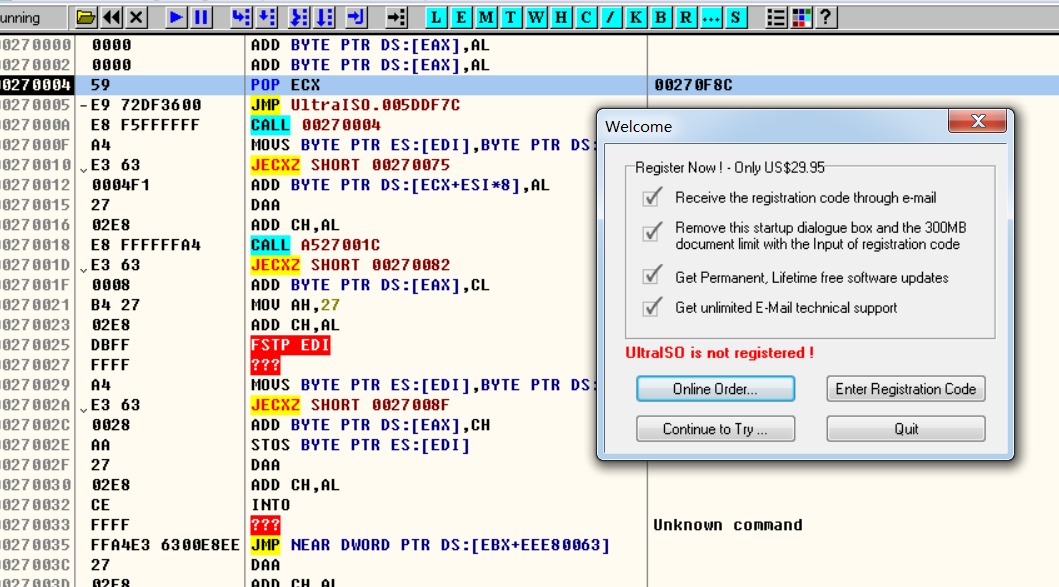 unning
L E M T W H C / K B R ... S ?
00270000 0000 ADD BYTE PTR DS:[EAX],AL
00270002 0000 ADD BYTE PTR DS:[EAX],AL
00270004 59 POP ECX 00270F8C
00270005 -E9 72DF3600 JMP UltraISO.005DDF7C
0027000A E8 F5FFFFFF CALL 00270004
0027000F A4 MOVS BYTE PTR ES:[EDI],BYTE PTR DS:
00270010 E3 63 JECXZ SHORT 00270075
00270012 0004F1 ADD BYTE PTR DS:[ECX+ESI*8],AL
00270015 27 DAA
00270016 02E8 ADD CH,AL
00270018 E8 FFFFFFA4 CALL A527001C
0027001D E3 63 JECXZ SHORT 00270082
0027001F 0008 ADD BYTE PTR DS:[EAX],CL
00270021 B4 27 MOV AH,27
00270023 02E8 ADD CH,AL
00270025 DBFF FSTP EDI
00270027 FFFF ???
00270029 A4 MOVS BYTE PTR ES:[EDI],BYTE PTR DS:
0027002A E3 63 JECXZ SHORT 0027008F
0027002C 0028 ADD BYTE PTR DS:[EAX],CH
0027002E AA STOS BYTE PTR ES:[EDI]
0027002F 27 DAA
00270030 02E8 ADD CH,AL
00270032 CE INTO
00270033 FFFF ??? Unknown command
00270035 FFA4E3 6300E8EE JMP NEAR DWORD PTR DS:[EBX+EEE80063]
0027003C 27 DAA
0027003D 02E8 ADD CH,AL
Welcome
Register Now ! - Only US$29.95
Receive the registration code through e-mail
Remove this startup dialogue box and the 300MB
document limit with the Input of registration code
Get Permanent, Lifetime free software updates
Get unlimited E-Mail technical support
UltraISO is not registered !
Online Order... Enter Registration Code
Continue to Try ... Quit